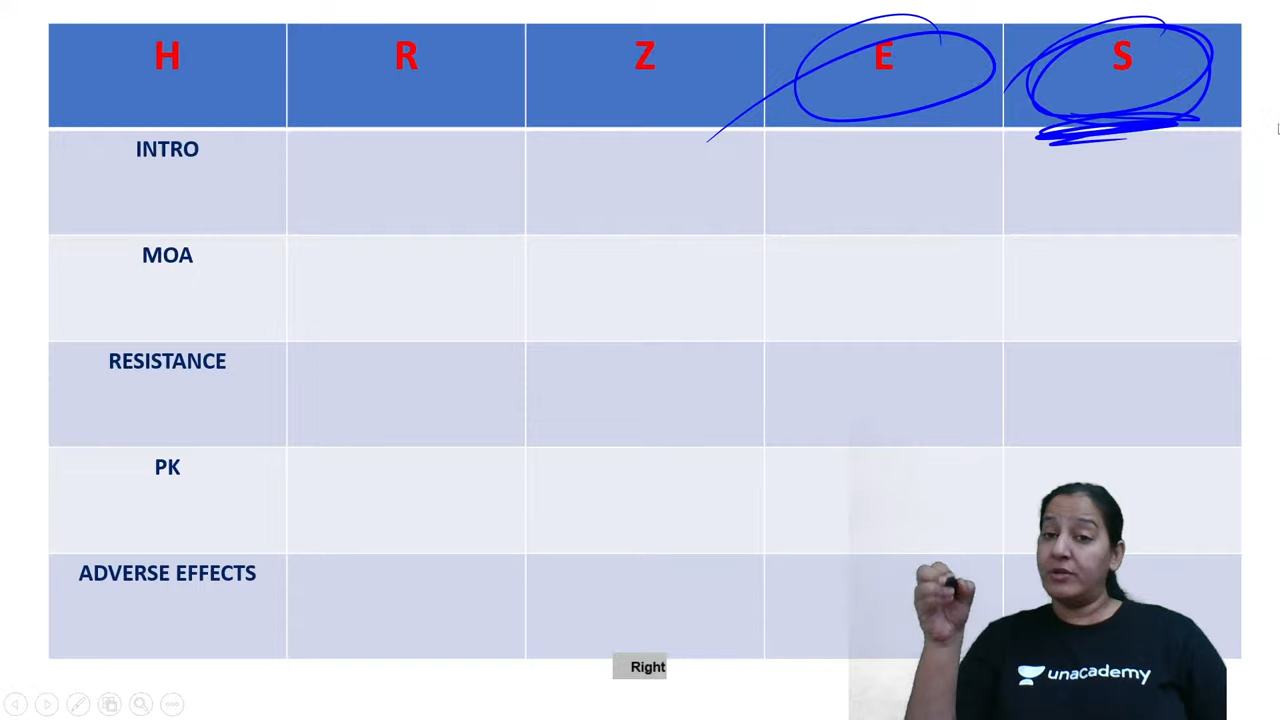 H R Z E S
INTRO
MOA
RESISTANCE
PK
ADVERSE EFFECTS
Right
unacademy